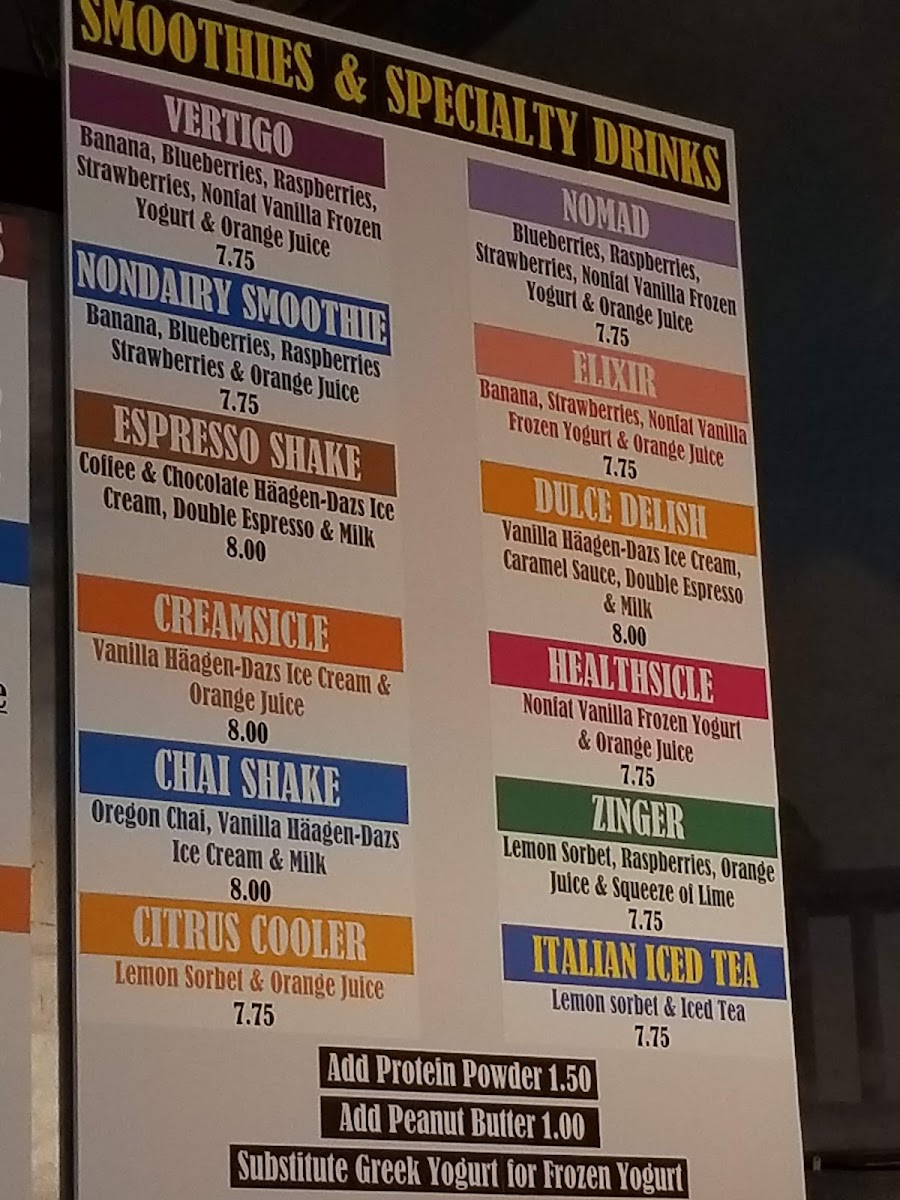 SMOOTHIES & SPECIALTY DRINKS
VERTIGO
Banana, Blueberries, Raspberries,
Strawberries, Nonfat Vanilla Frozen
Yogurt & Orange Juice
7.75
NONDAIRY SMOOTHIE
Banana, Blueberries, Raspberries
Strawberries & Orange Juice
7.75
ESPRESSO SHAKE
Coffee & Chocolate Häagen-Dazs Ice
Cream, Double Espresso & Milk
8.00
CREAMSICLE
Vanilla Häagen-Dazs Ice Cream &
Orange Juice
8.00
CHAI SHAKE
Oregon Chai, Vanilla Häagen-Dazs
Ice Cream & Milk
8.00
CITRUS COOLER
Lemon Sorbet & Orange Juice
7.75
NOMAD
Blueberries, Raspberries,
Strawberries, Nonfat Vanilla Frozen
Yogurt & Orange Juice
7.75
ELIXIR
Banana, Strawberries, Nonfat Vanilla
Frozen Yogurt & Orange Juice
7.75
DULCE DELISH
Vanilla Häagen-Dazs Ice Cream,
Caramel Sauce, Double Espresso
& Milk
8.00
HEALTHSICLE
Nonfat Vanilla Frozen Yogurt
& Orange Juice
7.75
ZINGER
Lemon Sorbet, Raspberries, Orange
Juice & Squeeze of Lime
7.75
ITALIAN ICED TEA
Lemon sorbet & Iced Tea
7.75
Add Protein Powder 1.50
Add Peanut Butter 1.00
Substitute Greek Yogurt for Frozen Yogurt